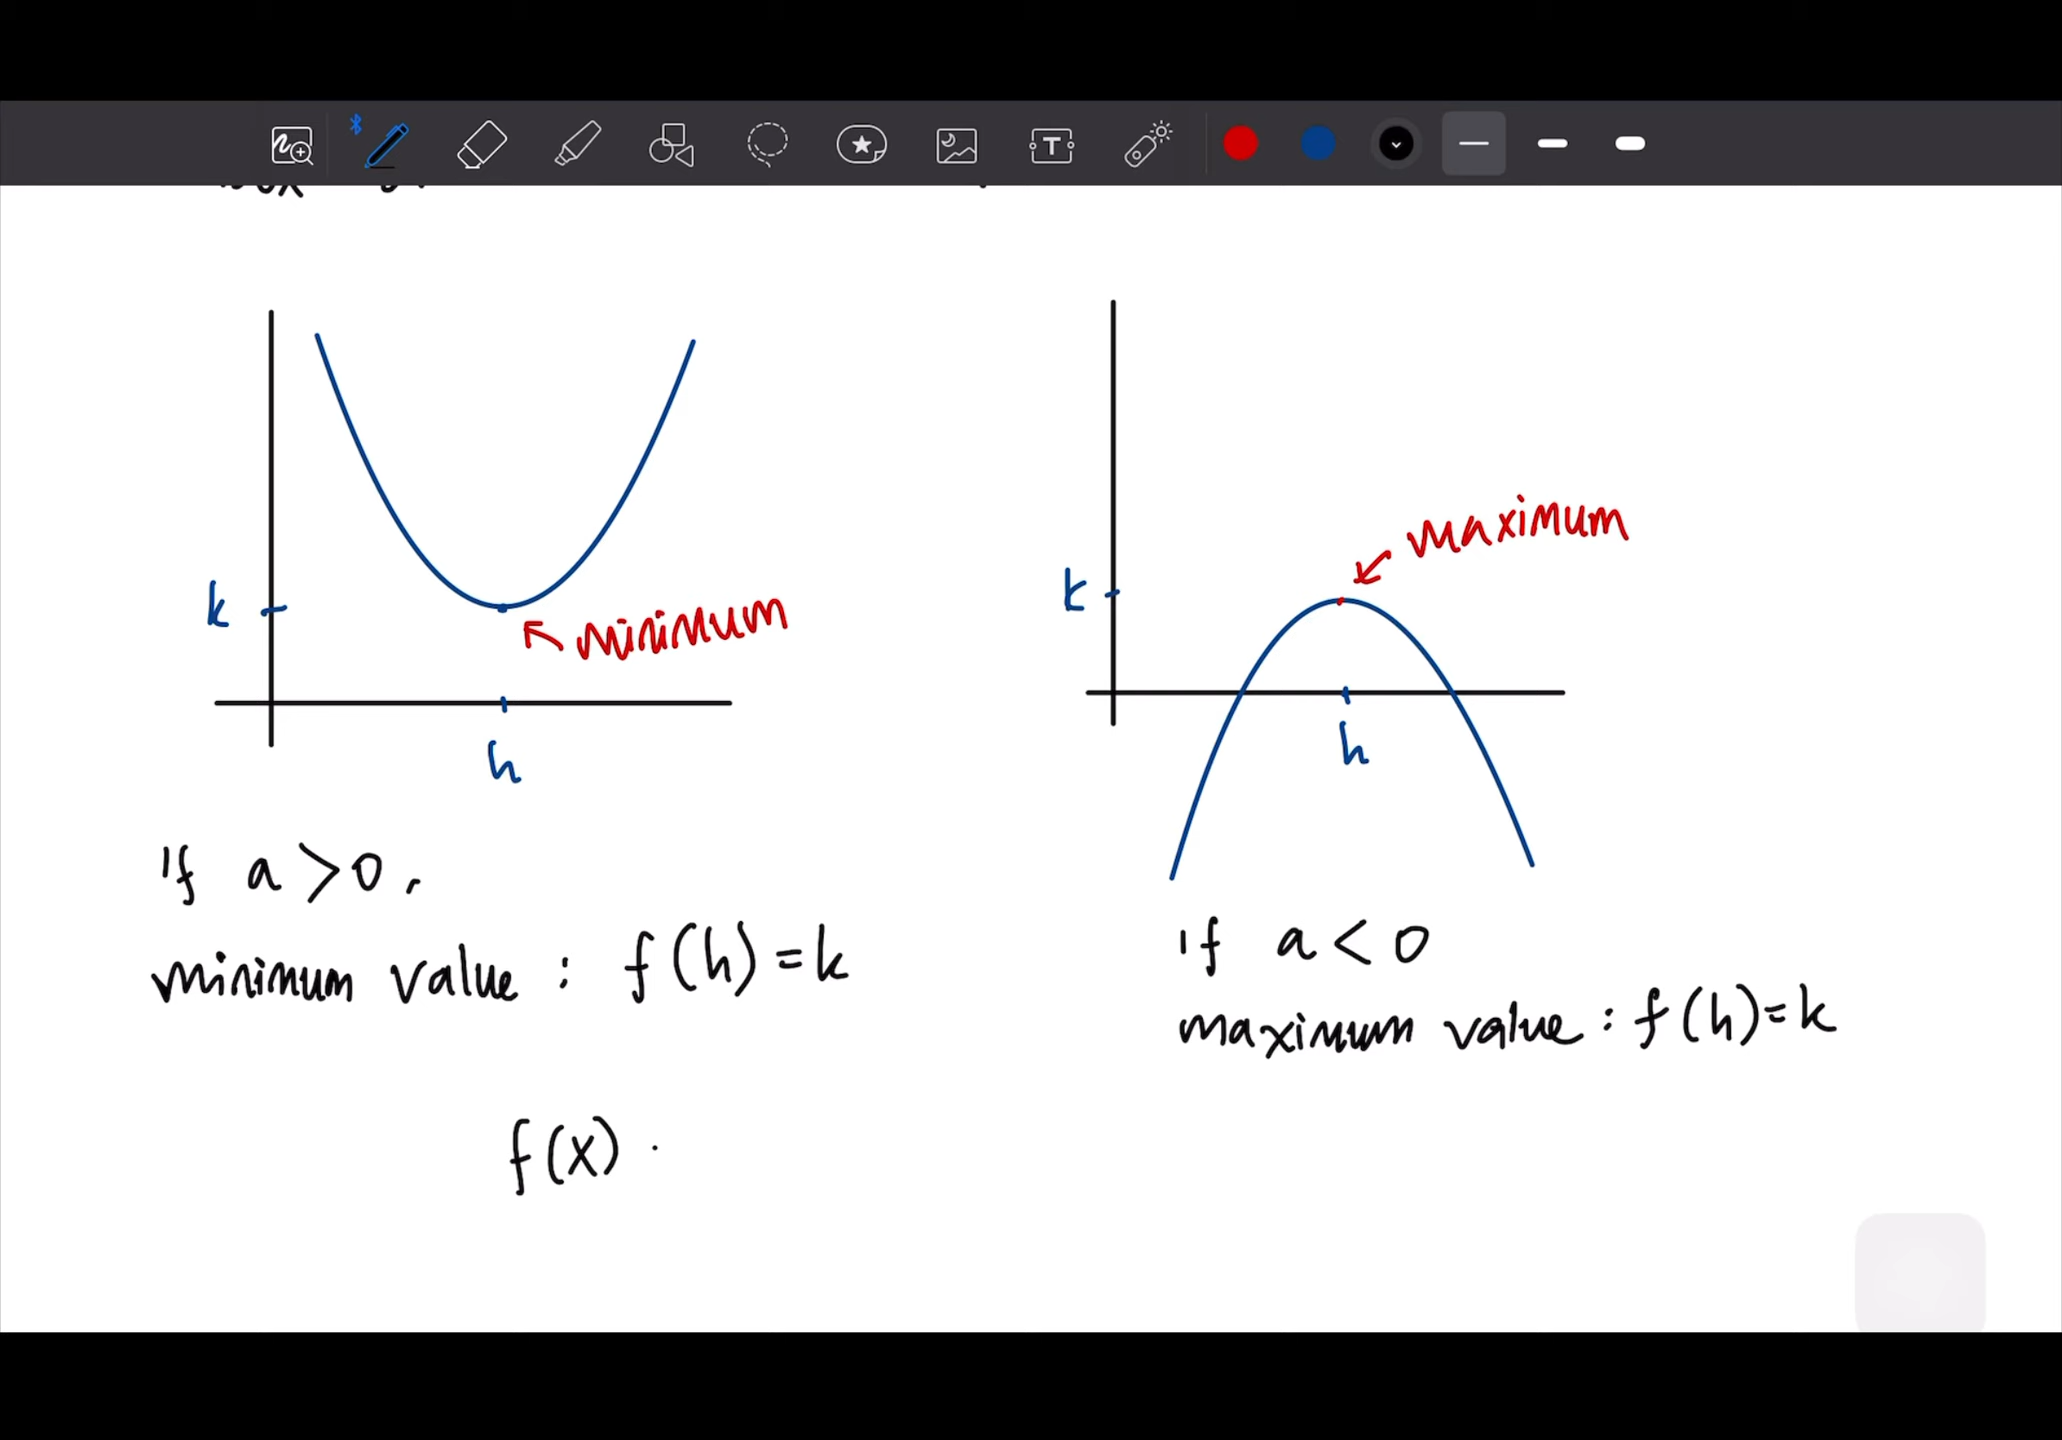 k
minimum
h
If a > 0,
minimum value : f(h) = k
maximum
k
h
If a < 0
maximum value : f(h) = k
f(x)